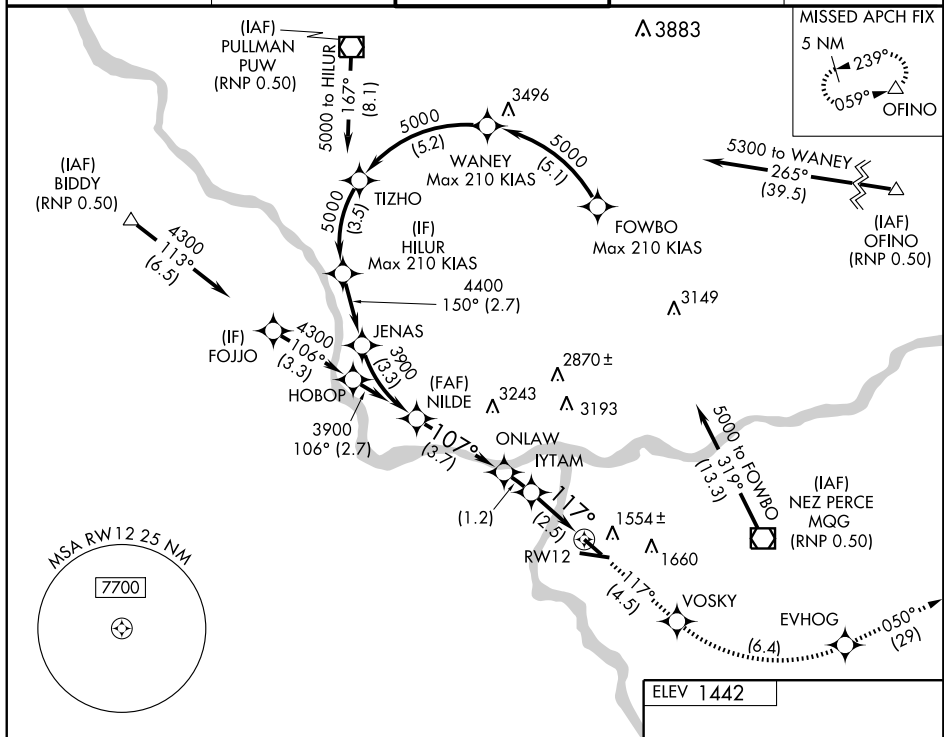 (IAF)
PULLMAN
PUW
(RNP 0.50)
5000 to HILUR
167°
(8.1)
3883
MISSED APCH FIX
5 NM
239°
059°
OFINO
3496
5000
(5.2)
WANEY
Max 210 KIAS
5000
(5.1)
5300 to WANEY
265°
(39.5)
(IAF)
OFINO
(RNP 0.50)
(IAF)
BIDDY
(RNP 0.50)
4300
113°
(6.5)
TIZHO
5000
(3.5)
FOWBO
Max 210 KIAS
(IF)
HILUR
Max 210 KIAS
4400
150° (2.7)
3149
(IF)
FOJJO
4300
106°
(3.3)
JENAS
3900
(3.3)
HOBOP
3900
106° (2.7)
(FAF)
NILDE
2870±
3243
3193
107°
(3.7)
ONLAW
IYTAM
(1.2)
117°
(2.5)
RW12
5000 to FOWBO
319°
(13.3)
(IAF)
NEZ PERCE
MQG
(RNP 0.50)
1554±
1660
117°
(4.5)
VOSKY
EVHOG
(6.4)
050°
(29)
MSA RW12 25 NM
7700
ELEV 1442